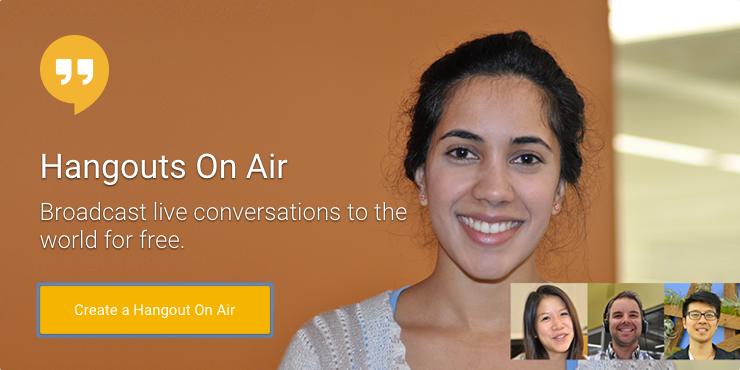 Hangouts On Air
Broadcast live conversations to the
world for free.
Create a Hangout On Air